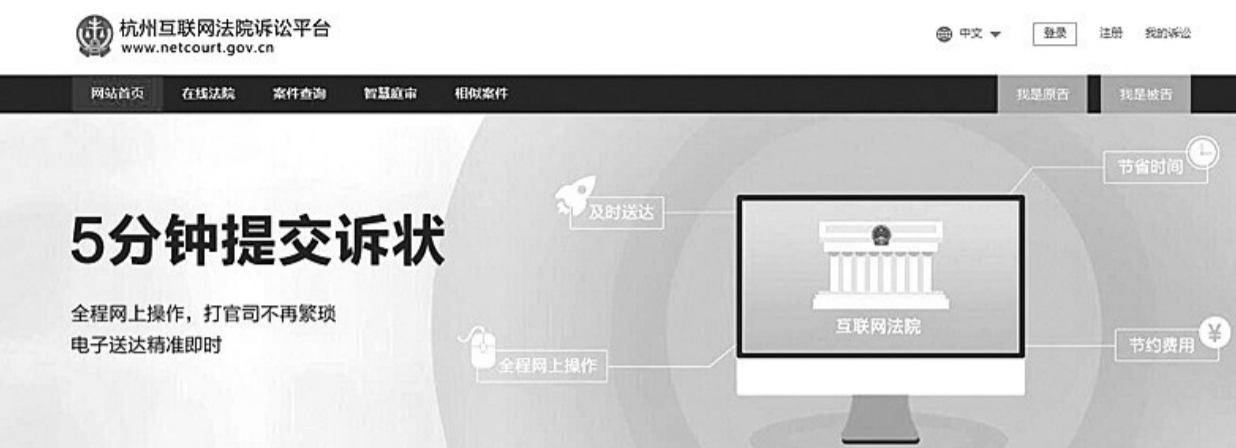 杭州互联网法院诉讼平台
www.netcourt.gov.cn
中文
登录
注册
我的诉讼
网站首页
在线法院
案件查询
智慧庭审
相似案件
我是原告
我是被告
5分钟提交诉状
全程网上操作，打官司不再繁琐
电子送达精准即时
及时送达
节省时间
互联网法院
全程网上操作
节约费用
¥